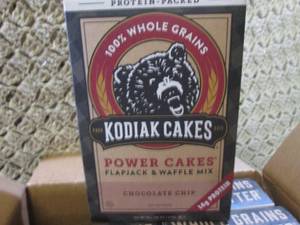 PROTEIN-PACKED
100% WHOLE GRAINS
KODIAK CAKES
POWER CAKES
FLAPJACK & WAFFLE MIX
CHOCOLATE CHIP
14g PROTEIN
GRAINS